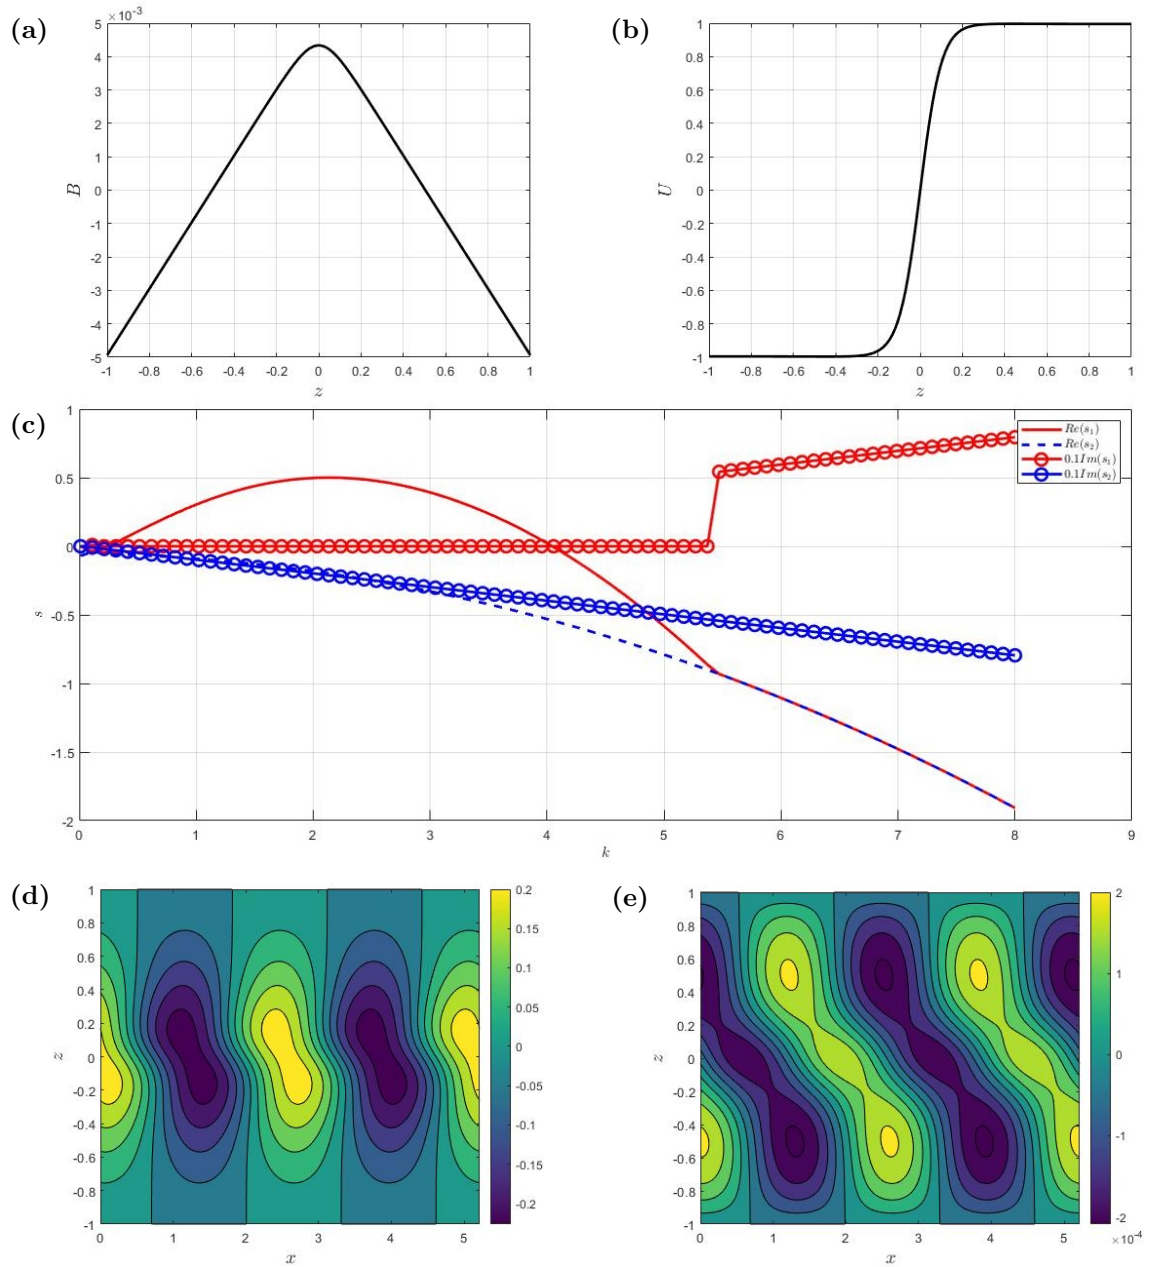 (a)
×10⁻³
5
4
3
2
1
0
-1
-2
-3
-4
-5
B
-1 -0.8 -0.6 -0.4 -0.2 0 0.2 0.4 0.6 0.8 1
z
(b)
1
0.8
0.6
0.4
0.2
0
-0.2
-0.4
-0.6
-0.8
-1
U
-1 -0.8 -0.6 -0.4 -0.2 0 0.2 0.4 0.6 0.8 1
z
(c)
1
0.5
0
-0.5
-1
-1.5
-2
s
0 1 2 3 4 5 6 7 8 9
k
Re(s₁)
Re(s₂)
0.1Im(s₁)
0.1Im(s₂)
(d)
1
0.8
0.6
0.4
0.2
0
-0.2
-0.4
-0.6
-0.8
-1
z
0 1 2 3 4 5
x
0.2
0.15
0.1
0.05
0
-0.05
-0.1
-0.15
-0.2
(e)
1
0.8
0.6
0.4
0.2
0
-0.2
-0.4
-0.6
-0.8
-1
z
0 1 2 3 4 5
x
2
1
0
-1
-2
×10⁻⁴